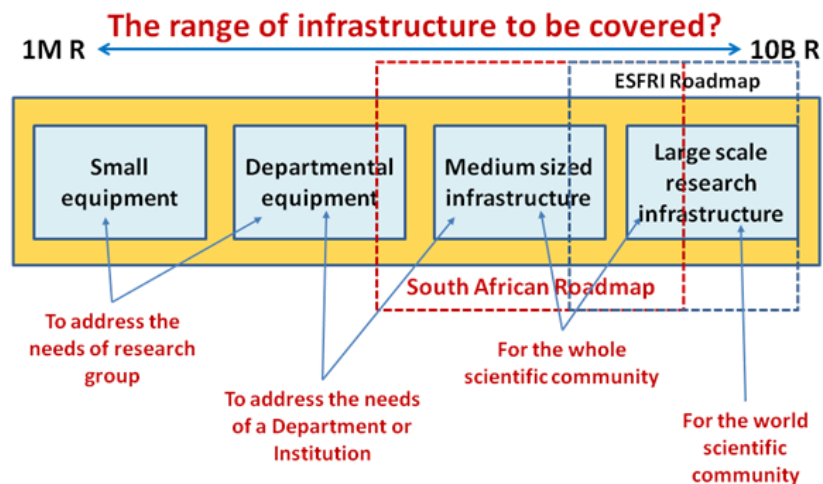 The range of infrastructure to be covered?
1M R
10B R
ESFRI Roadmap
Small
equipment
Departmental
equipment
Medium sized
infrastructure
Large scale
research
infrastructure
South African Roadmap
To address the
needs of research
group
To address the needs
of a Department or
Institution
For the whole
scientific community
For the world
scientific
community